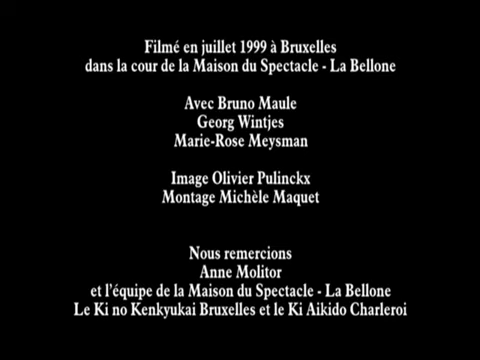 Filmé en juillet 1999 à Bruxelles
dans la cour de la Maison du Spectacle - La Bellone
Avec Bruno Maule
Georg Wintjes
Marie-Rose Meysman
Image Olivier Pulinckx
Montage Michèle Maquet
Nous remercions
Anne Molitor
et l'équipe de la Maison du Spectacle - La Bellone
Le Ki no Kenkyukai Bruxelles et le Ki Aikido Charleroi